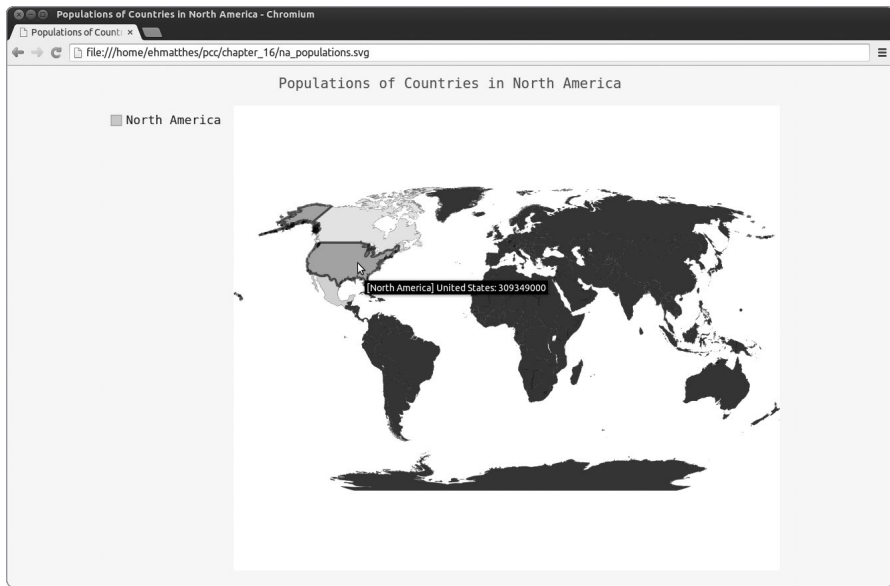 Populations of Countries in North America - Chromium
Populations of Count
file:///home/ehmatthes/pcc/chapter_16/na_populations.svg
Populations of Countries in North America
North America
[North America] United States: 309349000